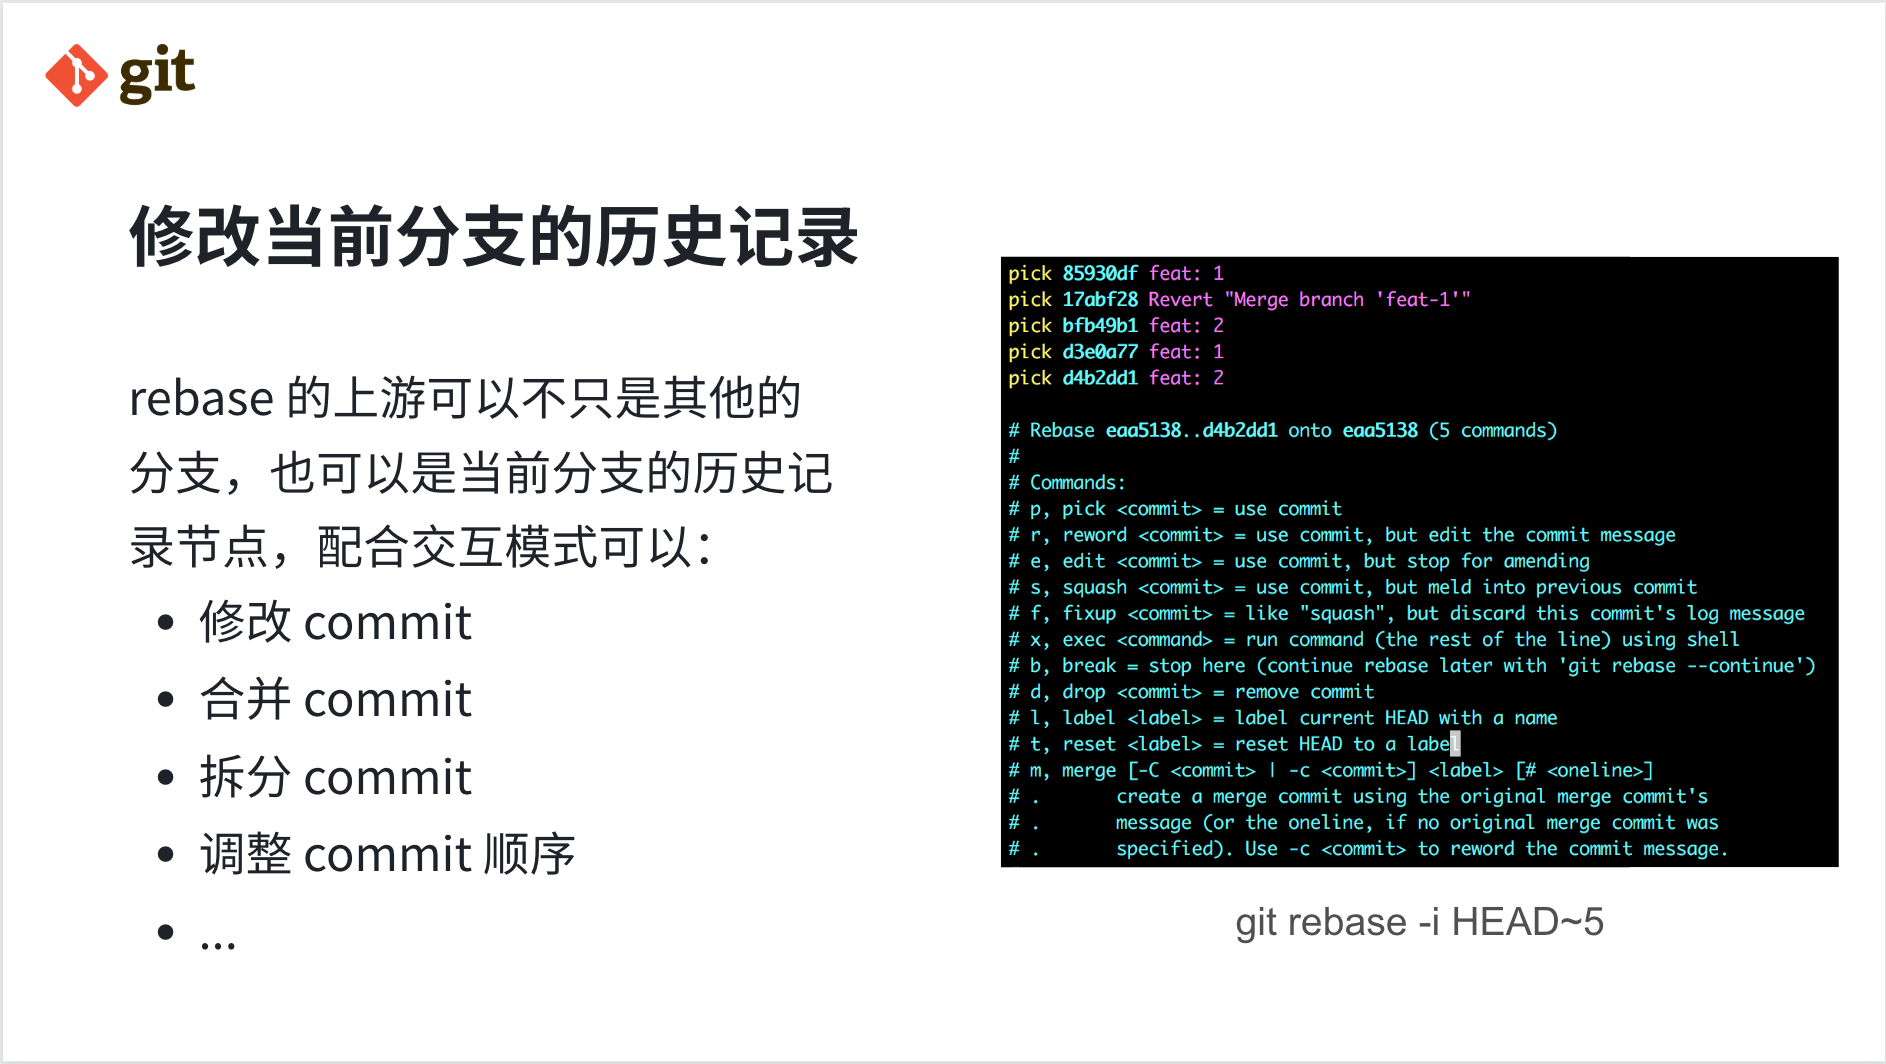 git
修改当前分支的历史记录
rebase 的上游可以不只是其他的
分支，也可以是当前分支的历史记
录节点，配合交互模式可以：
• 修改 commit
• 合并 commit
• 拆分 commit
• 调整 commit 顺序
• ...
pick 85930df feat: 1
pick 17abf28 Revert "Merge branch 'feat-1'"
pick bfb49b1 feat: 2
pick d3e0a77 feat: 1
pick d4b2dd1 feat: 2
# Rebase eaa5138..d4b2dd1 onto eaa5138 (5 commands)
#
# Commands:
# p, pick <commit> = use commit
# r, reword <commit> = use commit, but edit the commit message
# e, edit <commit> = use commit, but stop for amending
# s, squash <commit> = use commit, but meld into previous commit
# f, fixup <commit> = like "squash", but discard this commit's log message
# x, exec <command> = run command (the rest of the line) using shell
# b, break = stop here (continue rebase later with 'git rebase --continue')
# d, drop <commit> = remove commit
# l, label <label> = label current HEAD with a name
# t, reset <label> = reset HEAD to a label
# m, merge [-C <commit> | -c <commit>] <label> [# <oneline>]
# .       create a merge commit using the original merge commit's
# .       message (or the oneline, if no original merge commit was
# .       specified). Use -c <commit> to reword the commit message.
git rebase -i HEAD~5